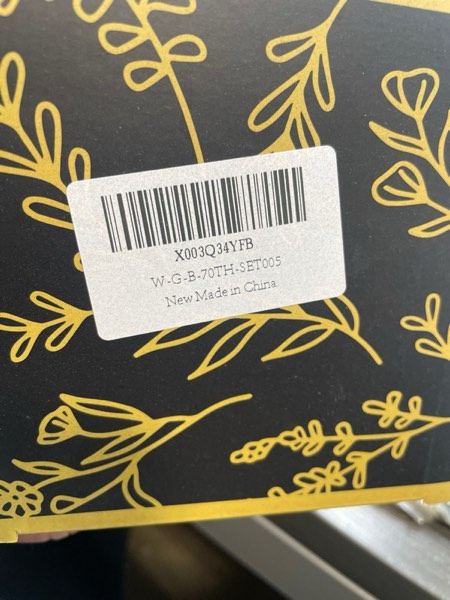 X003Q34YFB
W-G-B-70TH-SET005
New Made in China